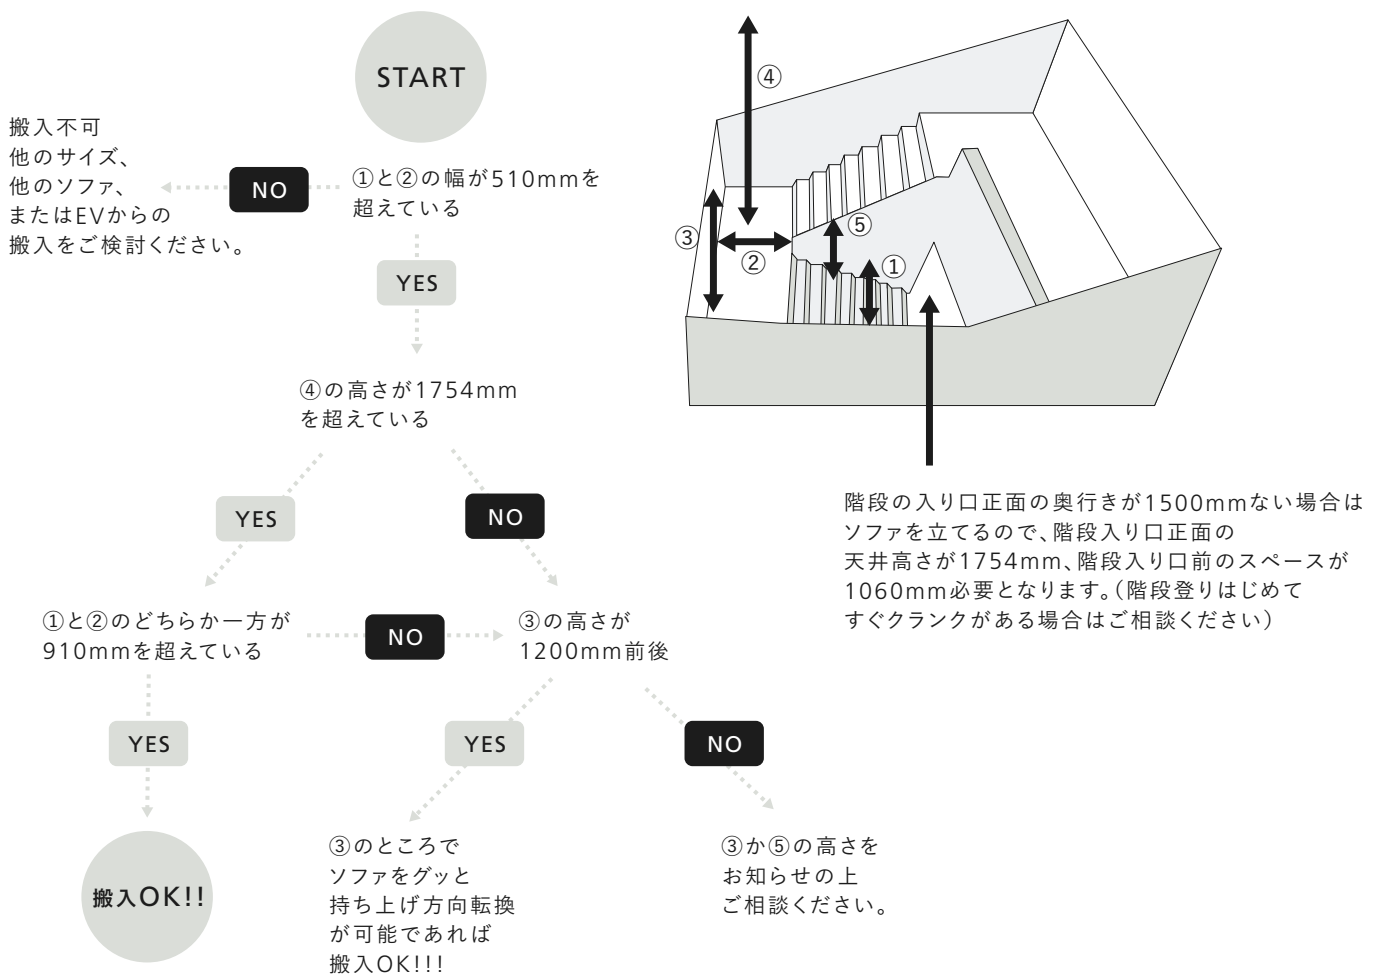 START
①と②の幅が510mmを
超えている
NO
搬入不可
他のサイズ、
他のソファ、
またはEVからの
搬入をご検討ください。
YES
④の高さが1754mm
を超えている
YES
NO
①と②のどちらか一方が
910mmを超えている
NO
③の高さが
1200mm前後
YES
YES
NO
搬入OK!!
③のところで
ソファをグッと
持ち上げ方向転換
が可能であれば
搬入OK!!!
③か⑤の高さを
お知らせの上
ご相談ください。
④
③
②
⑤
①
階段の入り口正面の奥行きが1500mmない場合は
ソファを立てるので、階段入り口正面の
天井高さが1754mm、階段入り口前のスペースが
1060mm必要となります。（階段登りはじめて
すぐクランクがある場合はご相談ください）